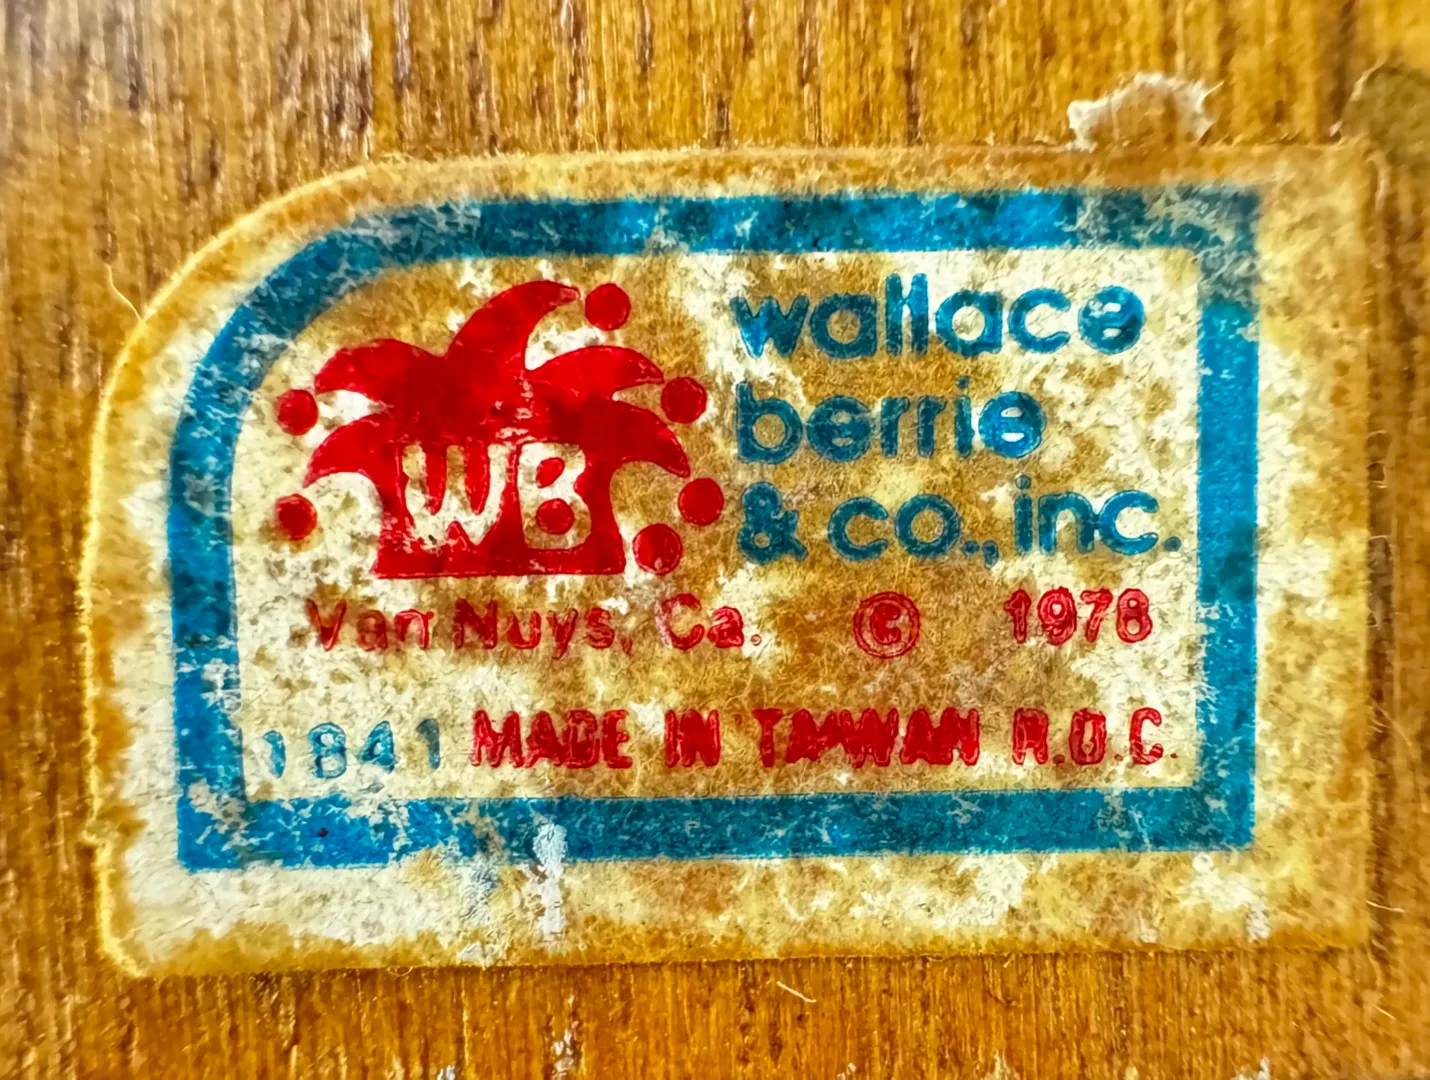 WB
wallace
berrie
& co., inc.
Van Nuys, Ca. © 1978
1841 MADE IN TAIWAN R.O.C.